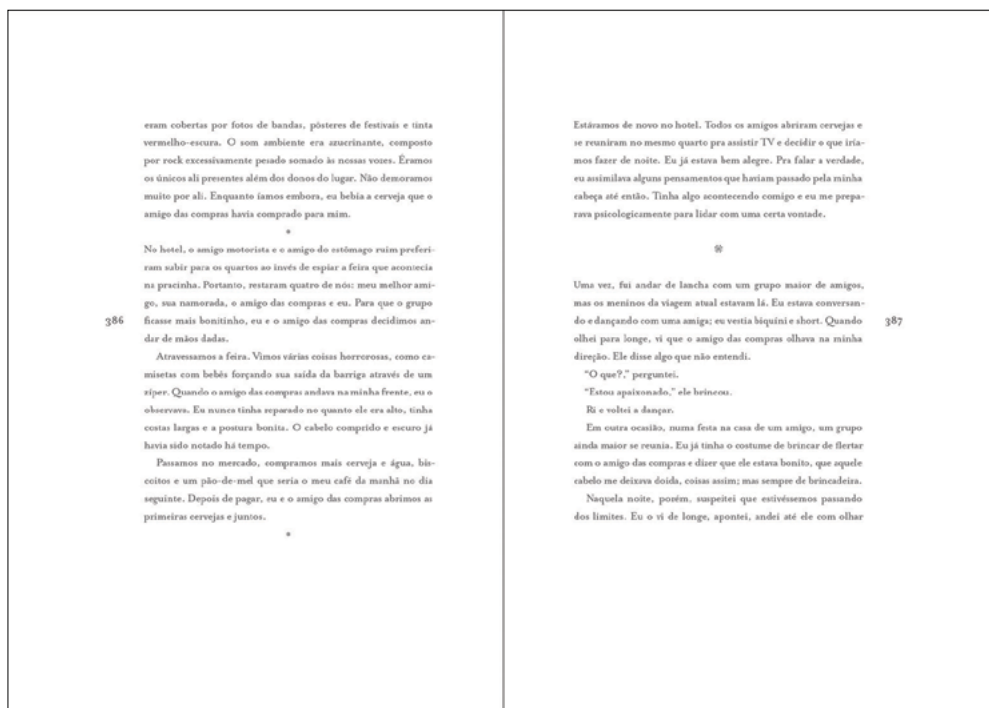 eram cobertas por fotos de bandas, pôsteres de festivais e tinta
vermelho-escura. O som ambiente era azucrinante, composto
por rock excessivamente pesado somado às nossas vozes. Éramos
os únicos ali presentes além dos donos do lugar. Não demoramos
muito por ali. Enquanto íamos embora, eu bebia a cerveja que o
amigo das compras havia comprado para mim.
*
No hotel, o amigo motorista e o amigo do estômago ruim preferi-
ram subir para os quartos ao invés de espiar a feira que acontecia
na pracinha. Portanto, restaram quatro de nós: meu melhor ami-
go, sua namorada, o amigo das compras e eu. Para que o grupo
386
ficasse mais bonitinho, eu e o amigo das compras decidimos an-
dar de mãos dadas.
Atravessamos a feira. Vimos várias coisas horrorosas, como ca-
misetas com bebês forçando sua saída da barriga através de um
zíper. Quando o amigo das compras andava na minha frente, eu o
observava. Eu nunca tinha reparado no quanto ele era alto, tinha
costas largas e a postura bonita. O cabelo comprido e escuro já
havia sido notado há tempo.
Passamos no mercado, compramos mais cerveja e água, bis-
coitos e um pão-de-mel que seria o meu café da manhã no dia
seguinte. Depois de pagar, eu e o amigo das compras abrimos as
primeiras cervejas e juntos.
*
Estáramos de novo no hotel. Todos os amigos abriram cervejas e
se reuniram no mesmo quarto pra assistir TV e decidir o que iría-
mos fazer de noite. Eu já estava bem alegre. Pra falar a verdade,
eu assimilava alguns pensamentos que haviam passado pela minha
cabeça até então. Tinha algo acontecendo comigo e eu me prepa-
rava psicologicamente para lidar com uma certa vontade.
Uma vez, fui andar de lancha com um grupo maior de amigos,
mas os meninos da viagem atual estavam lá. Eu estava conversan-
do e dançando com uma amiga; eu vestia biquíni e short. Quando
387
olhei para longe, vi que o amigo das compras olhava na minha
direção. Ele disse algo que não entendi.
“O que?,” perguntei.
“Estou apaixonado,” ele brincou.
Ri e voltei a dançar.
Em outra ocasião, numa festa na casa de um amigo, um grupo
ainda maior se reunia. Eu já tinha o costume de brincar de flertar
com o amigo das compras e dizer que ele estava bonito, que aquele
cabelo me deixava doida, coisas assim; mas sempre de brincadeira.
Naquela noite, porém, suspeitei que estivéssemos passando
dos limites. Eu o vi de longe, apontei, andei até ele com olhar